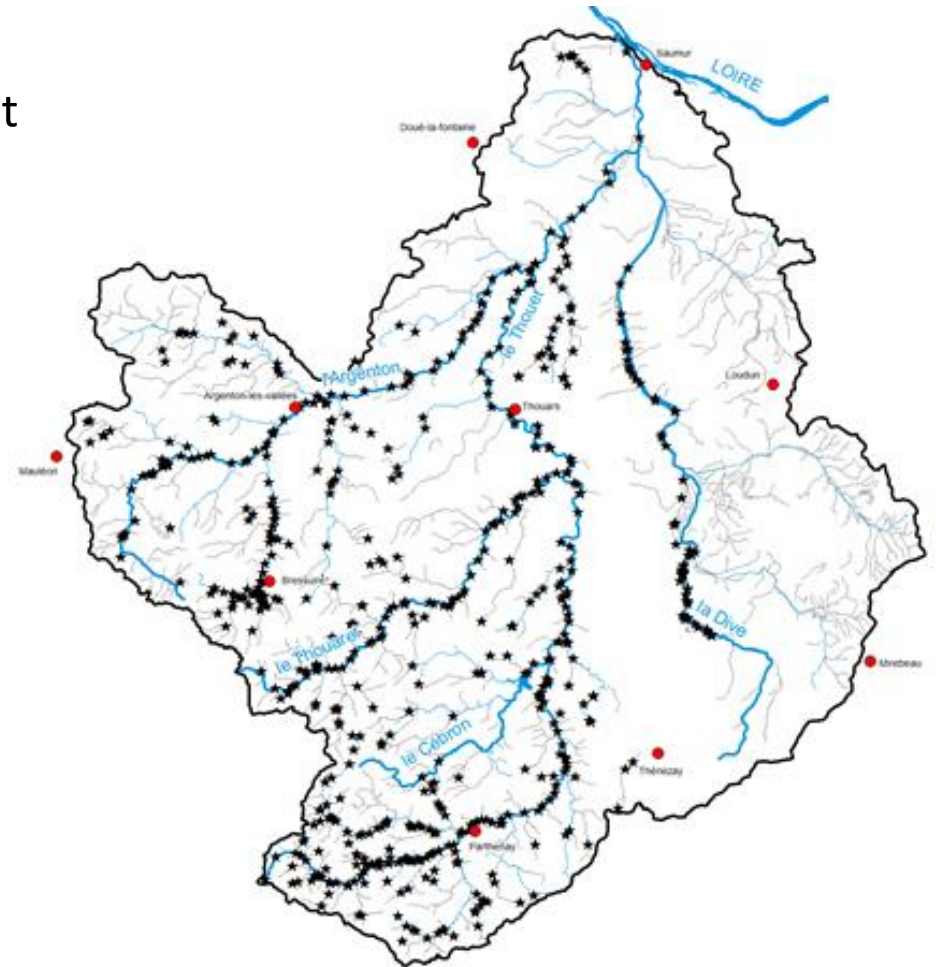 t
Saumur
LOIRE
Doué-la-fontaine
le Thouet
Loudun
l'Argenton
Argenton-les-vallées
Thouars
Mauléon
Bressuire
la Dive
le Thouaret
Mirebeau
le Cébron
Thénezay
Parthenay